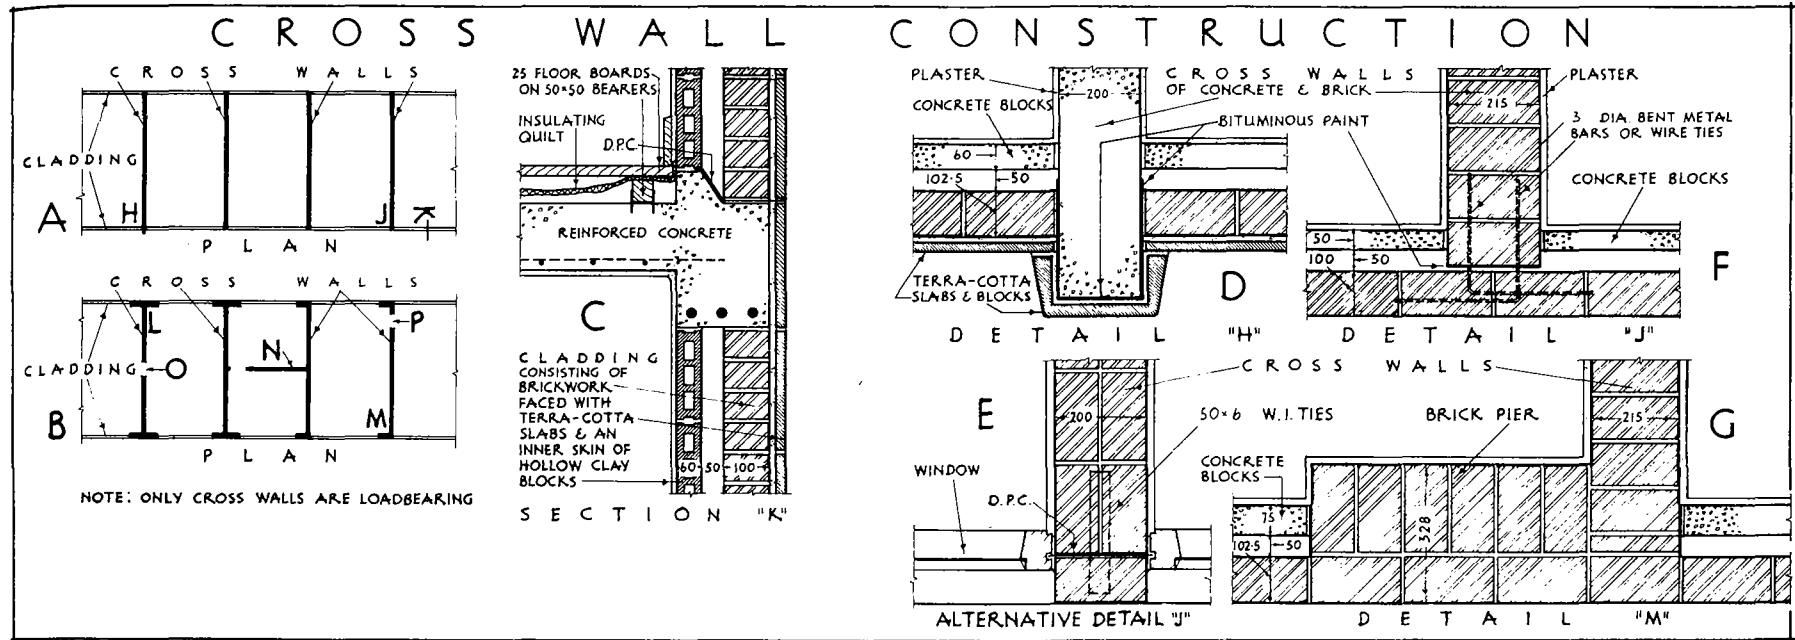 CROSS WALL CONSTRUCTION
CROSS WALLS
CLADDING
A
H
J
K
PLAN
CROSS WALLS
L
P
N
CLADDING
O
M
B
PLAN
NOTE: ONLY CROSS WALLS ARE LOADBEARING
25 FLOOR BOARDS
ON 50×50 BEARERS
INSULATING
QUILT
D.P.C.
REINFORCED CONCRETE
C
CLADDING
CONSISTING OF
BRICKWORK
FACED WITH
TERRA-COTTA
SLABS & AN
INNER SKIN OF
HOLLOW CLAY
BLOCKS
60 50 100
SECTION "K"
PLASTER
200
CONCRETE BLOCKS
CROSS WALLS
OF CONCRETE & BRICK
BITUMINOUS PAINT
60
102·5
50
TERRA-COTTA
SLABS & BLOCKS
D
DETAIL "H"
PLASTER
215
3 DIA. BENT METAL
BARS OR WIRE TIES
CONCRETE BLOCKS
50
50
100
F
DETAIL "J"
CROSS WALLS
E
200
50×6 W.I. TIES
WINDOW
D.P.C.
ALTERNATIVE DETAIL "J"
BRICK PIER
215
G
CONCRETE
BLOCKS
75
50
102·5
328
DETAIL "M"